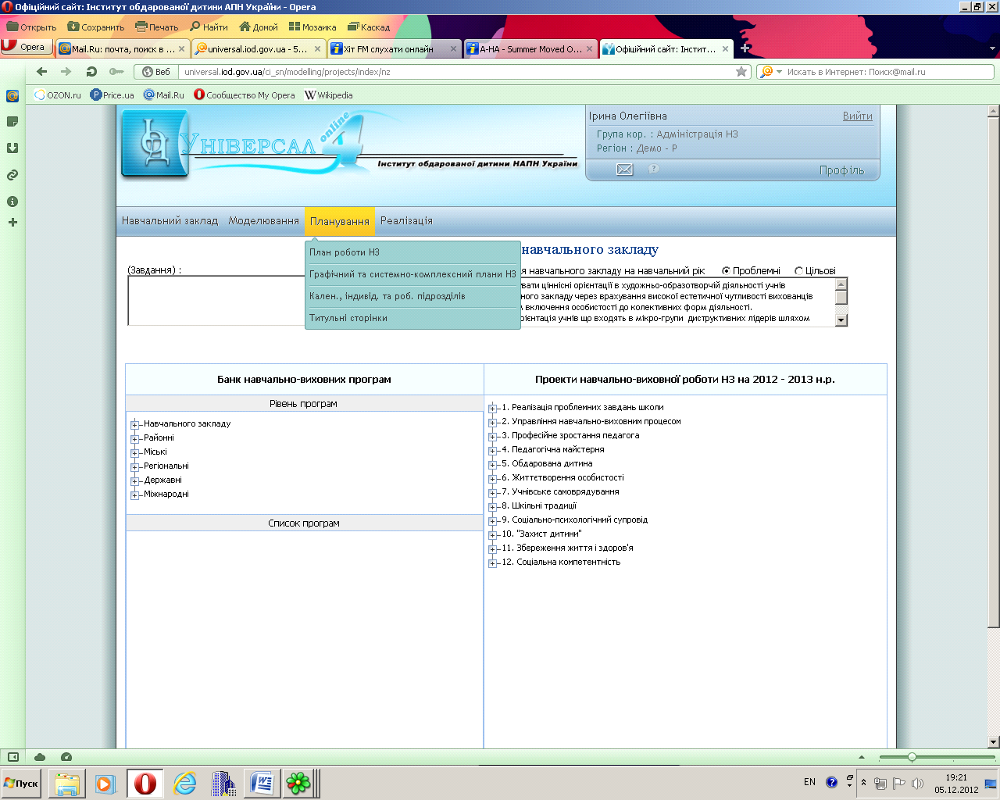 Офіційний сайт: Інститут обдарованої дитини АПН України - Opera
Открыть Сохранить Печать Найти Домой Мозаика Каскад
Opera Mail.Ru: почта, поиск в ... universal.iod.gov.ua - 5... Хіт FM слухати онлайн A-HA - Summer Moved O... Офіційний сайт: Інстит...
Веб universal.iod.gov.ua/ci_sn/modelling/projects/index/nz Искать в Интернет: Поиск@mail.ru
OZON.ru Price.ua Mail.Ru Сообщество My Opera Wikipedia
Універсал online 4
Інститут обдарованої дитини НАПН України
Ірина Олегіївна Вийти
Група кор. : Адміністрація НЗ
Регіон : Демо - Р
Профіль
Навчальний заклад Моделювання Планування Реалізація
План роботи НЗ
Графічний та системно-комплексний плани НЗ
Кален., індивід. та роб. підрозділів
Титульні сторінки
навчального закладу
(Завдання) :
я навчального закладу на навчальний рік Проблемні Цільові
увати ціннісні орієнтації в художньо-образотворчій діяльності учнів
ного закладу через врахування високої естетичної чутливості вихованців
м включення особистості до колективних форм діяльності.
рієнтація учнів що входять в мікро-групи диструктивних лідерів шляхом
Банк навчально-виховних програм
Рівень програм
Навчального закладу
Районні
Міські
Регіональні
Державні
Міжнародні
Список програм
Проекти навчально-виховної роботи НЗ на 2012 - 2013 н.р.
1. Реалізація проблемних завдань школи
2. Управління навчально-виховним процесом
3. Професійне зростання педагога
4. Педагогічна майстерня
5. Обдарована дитина
6. Життєтворення особистості
7. Учнівське самоврядування
8. Шкільні традиції
9. Соціально-психологічний супровід
10. "Захист дитини"
11. Збереження життя і здоров'я
12. Соціальна компетентність
Пуск
EN
19:21
05.12.2012